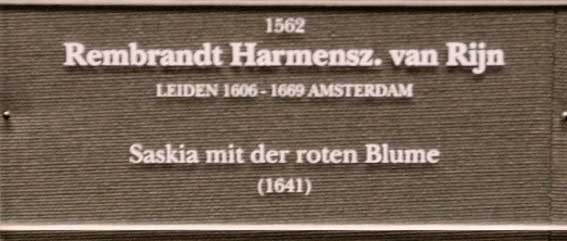 1562
Rembrandt Harmensz. van Rijn
LEIDEN 1606 - 1669 AMSTERDAM
Saskia mit der roten Blume
(1641)